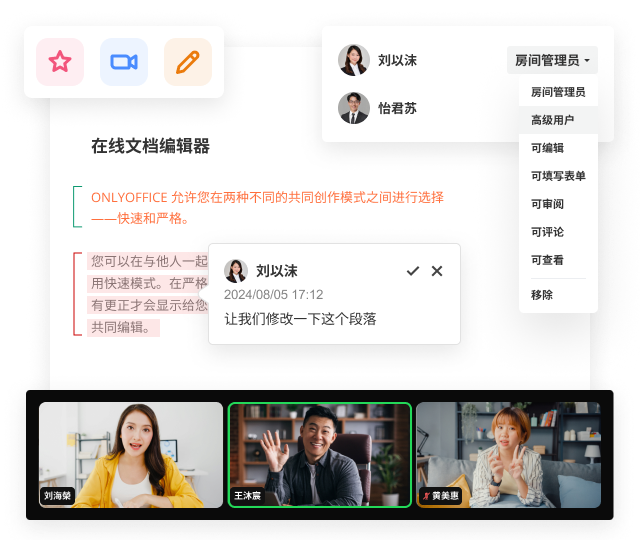 刘以沫
房间管理员
怡君苏
房间管理员
高级用户
可编辑
可填写表单
可审阅
可评论
可查看
移除
在线文档编辑器
ONLYOFFICE 允许您在两种不同的共同创作模式之间进行选择
——快速和严格。
您可以在与他人一起
用快速模式。在严格
有更正才会显示给您
共同编辑。
刘以沫
2024/08/05 17:12
让我们修改一下这个段落
刘海榮
王沐宸
黄美惠